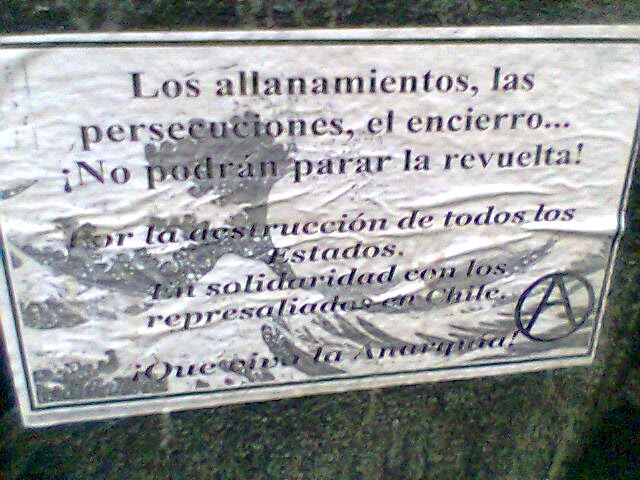 Los allanamientos, las
persecuciones, el encierro...
¡No podrán parar la revuelta!
Por la destrucción de todos los
Estados.
En solidaridad con los
represaliados en Chile.
¡Que viva la Anarquía!